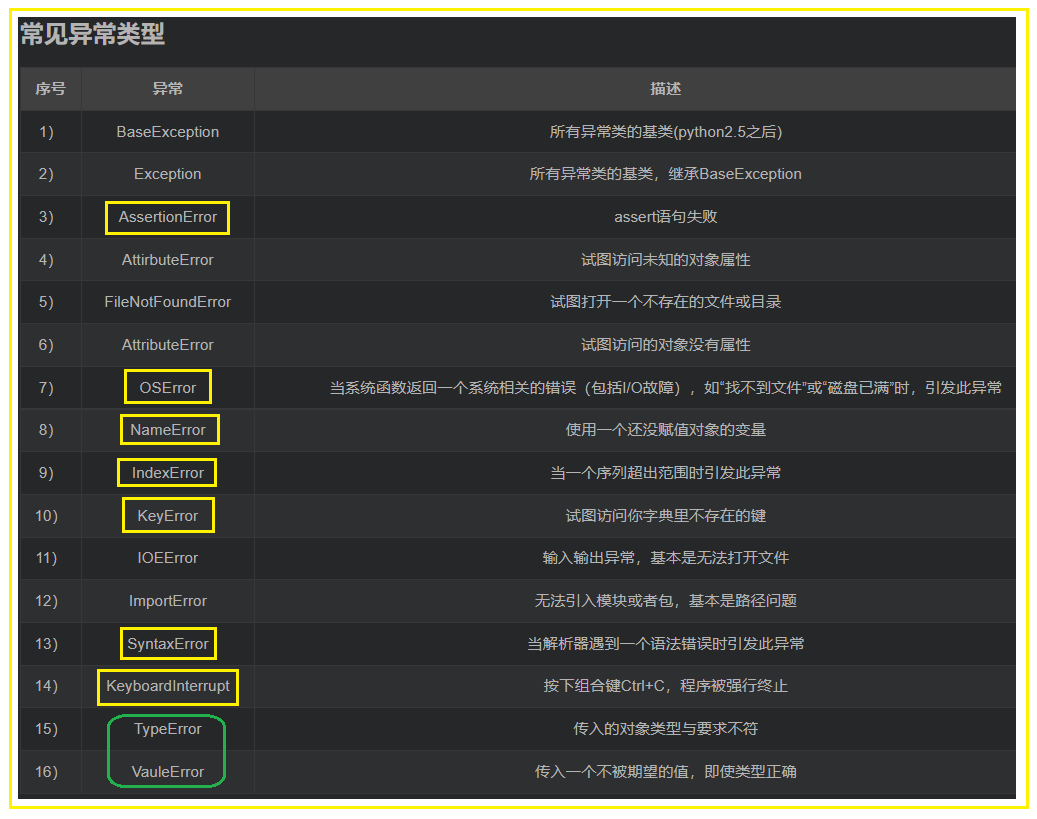 常见异常类型
序号 异常 描述
1) BaseException 所有异常类的基类(python2.5之后)
2) Exception 所有异常类的基类，继承BaseException
3) AssertionError assert语句失败
4) AttirbuteError 试图访问未知的对象属性
5) FileNotFoundError 试图打开一个不存在的文件或目录
6) AttributeError 试图访问的对象没有属性
7) OSError 当系统函数返回一个系统相关的错误（包括I/O故障）, 如“找不到文件”或“磁盘已满”时，引发此异常
8) NameError 使用一个还没赋值对象的变量
9) IndexError 当一个序列超出范围时引发此异常
10) KeyError 试图访问你字典里不存在的键
11) IOEError 输入输出异常，基本是无法打开文件
12) ImportError 无法引入模块或者包，基本是路径问题
13) SyntaxError 当解析器遇到一个语法错误时引发此异常
14) KeyboardInterrupt 按下组合键Ctrl+C，程序被强行终止
15) TypeError 传入的对象类型与要求不符
16) VauleError 传入一个不被期望的值，即使类型正确